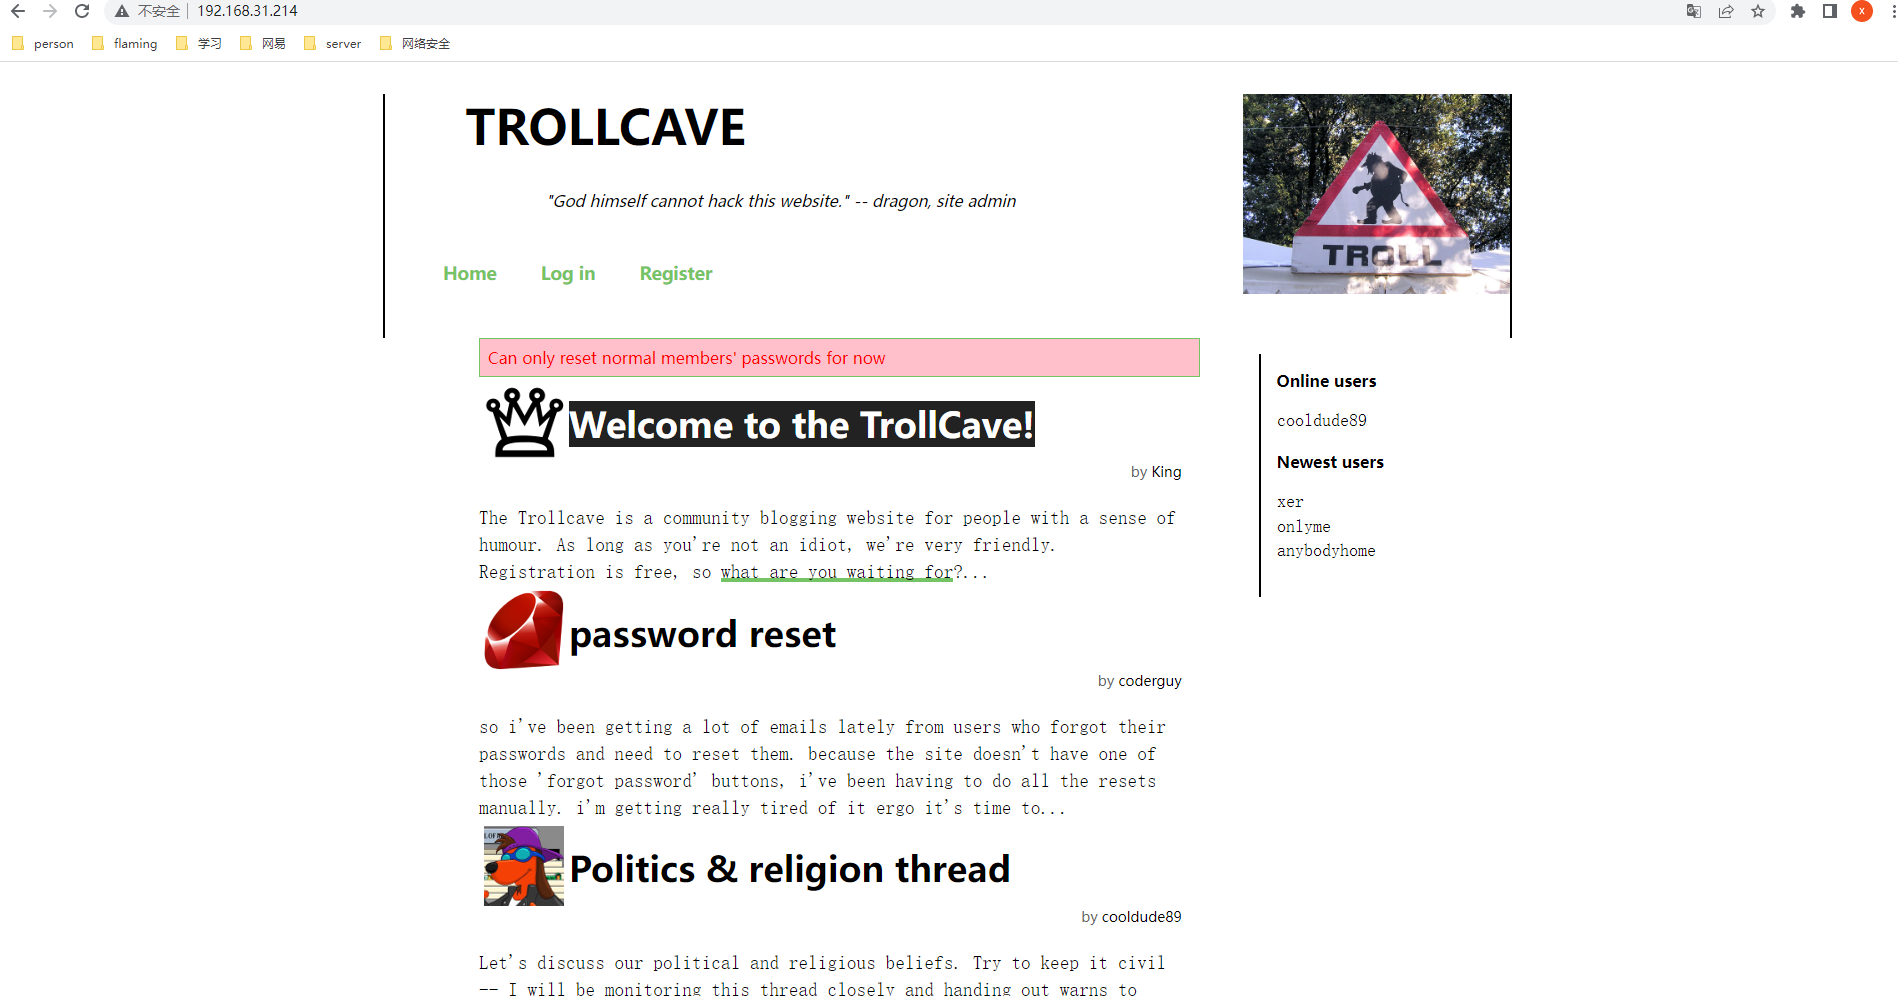 不安全 192.168.31.214
person flaming 学习 网易 server 网络安全
TROLLCAVE
"God himself cannot hack this website." -- dragon, site admin
TROLL
Home Log in Register
Can only reset normal members' passwords for now
Welcome to the TrollCave!
by King
The Trollcave is a community blogging website for people with a sense of
humour. As long as you're not an idiot, we're very friendly.
Registration is free, so what are you waiting for?...
password reset
by coderguy
so i've been getting a lot of emails lately from users who forgot their
passwords and need to reset them. because the site doesn't have one of
those 'forgot password' buttons, i've been having to do all the resets
manually. i'm getting really tired of it ergo it's time to...
Politics & religion thread
by cooldude89
Let's discuss our political and religious beliefs. Try to keep it civil
-- I will be monitoring this thread closely and handing out warns to
Online users
cooldude89
Newest users
xer
onlyme
anybodyhome